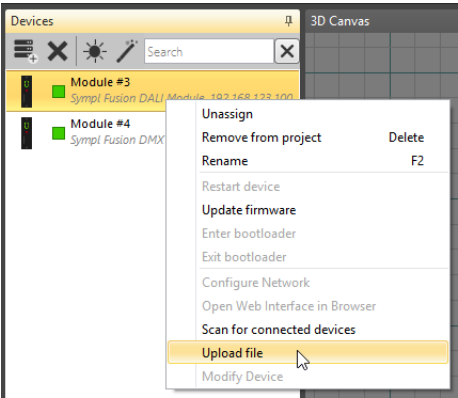 Devices
3D Canvas
Search
Module #3
Sympl Fusion DALI Module, 192.168.123.100
Module #4
Sympl Fusion DMX
Unassign
Remove from project Delete
Rename F2
Restart device
Update firmware
Enter bootloader
Exit bootloader
Configure Network
Open Web Interface in Browser
Scan for connected devices
Upload file
Modify Device